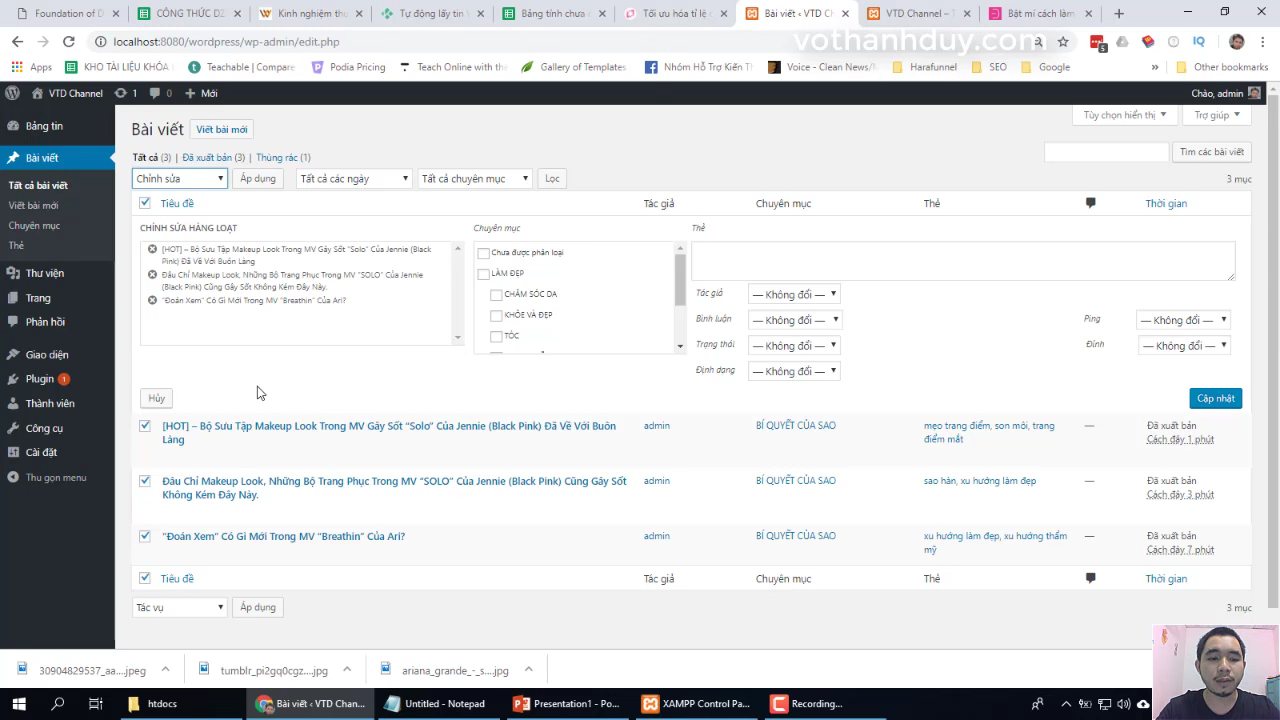 Foundation of D
CÔNG THỨC DZ
Kinh nghiệm thu
Tự động lấy tin V
Bảng tính chưa
Tối ưu hóa tỉ lệ c
Bài viết ‹ VTD Ch
VTD Channel – T
Bật mí cách làm
localhost:8080/wordpress/wp-admin/edit.php
vothanhduy.com
5
IQ
Apps
KHO TÀI LIỆU KHÓA
Teachable | Compare
Podia Pricing
Teach Online with the
Gallery of Templates
Nhóm Hỗ Trợ Kiến Th
Voice - Clean News/M
Harafunnel
SEO
Google
Other bookmarks
VTD Channel
1
0
Mới
Chào, admin
Bảng tin
Bài viết
Tất cả bài viết
Viết bài mới
Chuyên mục
Thẻ
Thư viện
Trang
Phản hồi
Giao diện
Plugin 1
Thành viên
Công cụ
Cài đặt
Thu gọn menu
Tùy chọn hiển thị
Trợ giúp
Bài viết
Viết bài mới
Tất cả (3) | Đã xuất bản (3) | Thùng rác (1)
Tìm các bài viết
Chỉnh sửa
Áp dụng
Tất cả các ngày
Tất cả chuyên mục
Lọc
3 mục
Tiêu đề
Tác giả
Chuyên mục
Thẻ
Thời gian
CHỈNH SỬA HÀNG LOẠT
[HOT] – Bộ Sưu Tập Makeup Look Trong MV Gây Sốt "Solo" Của Jennie (Black
Pink) Đã Về Với Buôn Làng
Đâu Chỉ Makeup Look, Những Bộ Trang Phục Trong MV "SOLO" Của Jennie
(Black Pink) Cũng Gây Sốt Không Kém Đây Này.
"Đoán Xem" Có Gì Mới Trong MV "Breathin" Của Ari?
Chuyên mục
Chưa được phân loại
LÀM ĐẸP
CHĂM SÓC DA
KHỎE VÀ ĐẸP
TÓC
Thẻ
Tác giả
— Không đổi —
Bình luận
— Không đổi —
Ping
— Không đổi —
Trạng thái
— Không đổi —
Đính
— Không đổi —
Định dạng
— Không đổi —
Hủy
Cập nhật
[HOT] – Bộ Sưu Tập Makeup Look Trong MV Gây Sốt "Solo" Của Jennie (Black Pink) Đã Về Với Buôn
Làng
admin
BÍ QUYẾT CỦA SAO
mẹo trang điểm, son môi, trang
điểm mắt
—
Đã xuất bản
Cách đây 1 phút
Đâu Chỉ Makeup Look, Những Bộ Trang Phục Trong MV "SOLO" Của Jennie (Black Pink) Cũng Gây Sốt
Không Kém Đây Này.
admin
BÍ QUYẾT CỦA SAO
sao hàn, xu hướng làm đẹp
—
Đã xuất bản
Cách đây 3 phút
"Đoán Xem" Có Gì Mới Trong MV "Breathin" Của Ari?
admin
BÍ QUYẾT CỦA SAO
xu hướng làm đẹp, xu hướng thẩm
mỹ
—
Đã xuất bản
Cách đây 7 phút
Tiêu đề
Tác giả
Chuyên mục
Thẻ
Thời gian
Tác vụ
Áp dụng
3 mục
30904829537_aa....jpeg
tumblr_pi2gq0cgz....jpg
ariana_grande_-_s....jpg
htdocs
Bài viết ‹ VTD Chan...
Untitled - Notepad
Presentation1 - Po...
XAMPP Control Pa...
Recording...